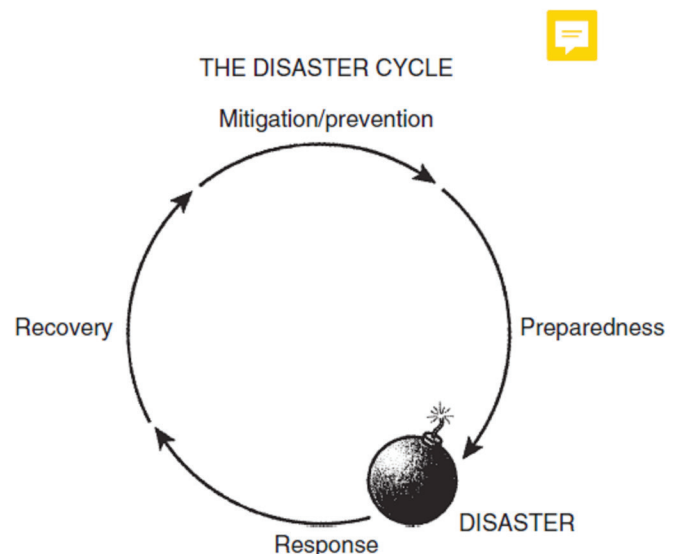 THE DISASTER CYCLE
Mitigation/prevention
Recovery
Preparedness
DISASTER
Response